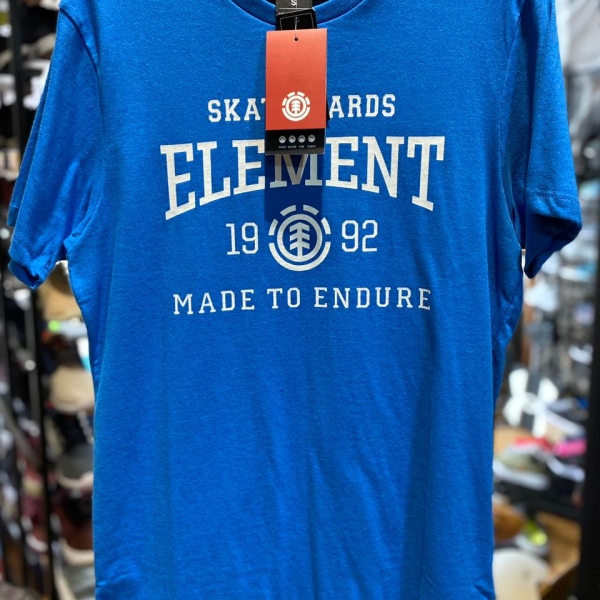 SKAT ARDS
ELEMENT
19 92
MADE TO ENDURE